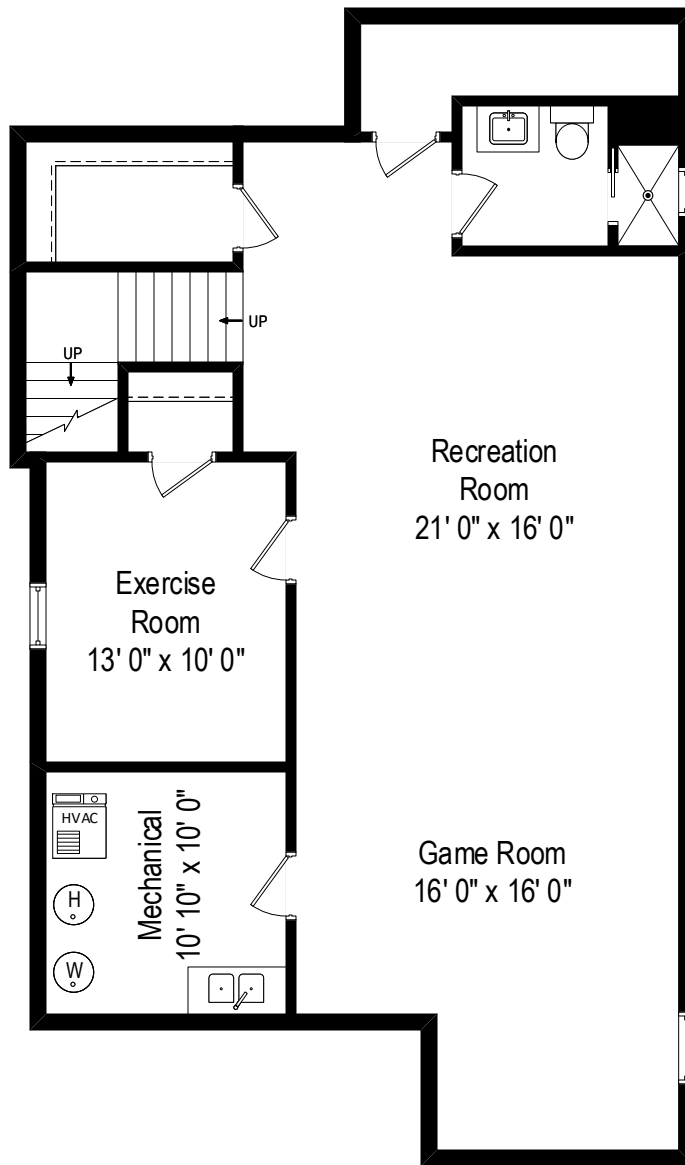 UP
UP
Recreation
Room
21' 0" x 16' 0"
Exercise
Room
13' 0" x 10' 0"
HVAC
H
W
Mechanical
10' 10" x 10' 0"
Game Room
16' 0" x 16' 0"